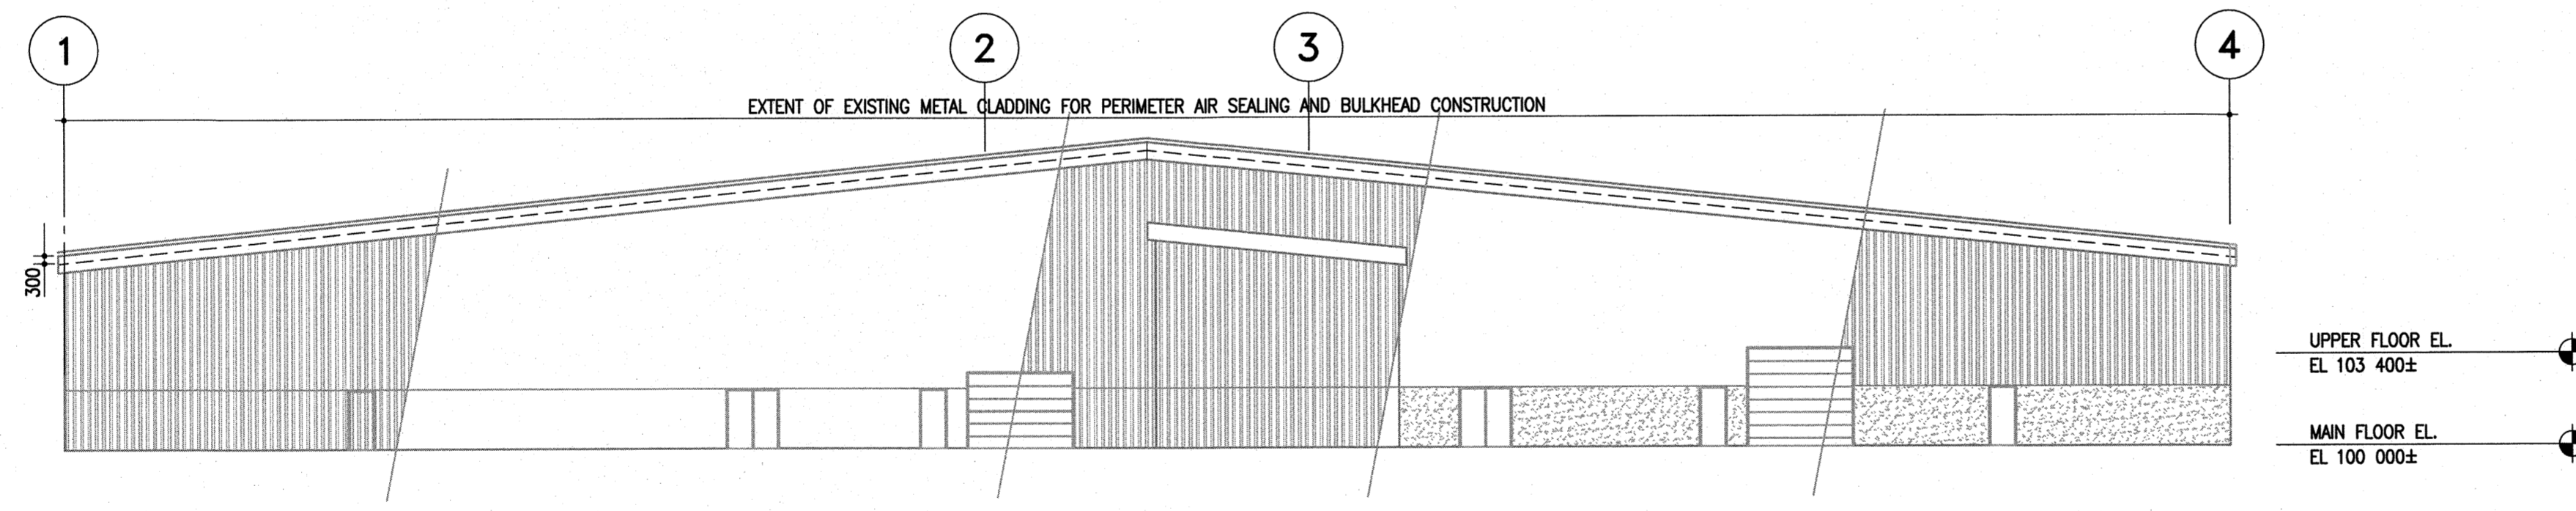 1
2
3
4
EXTENT OF EXISTING METAL CLADDING FOR PERIMETER AIR SEALING AND BULKHEAD CONSTRUCTION
300
UPPER FLOOR EL.
EL 103 400±
MAIN FLOOR EL.
EL 100 000±